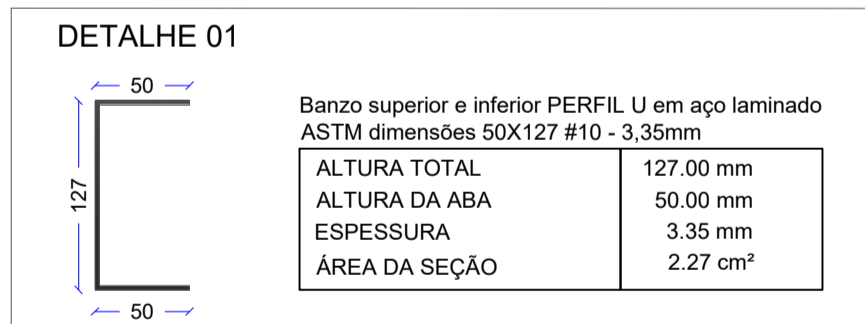 DETALHE 01
50
127
50
Banzo superior e inferior PERFIL U em aço laminado
ASTM dimensões 50X127 #10 - 3,35mm
ALTURA TOTAL 127.00 mm
ALTURA DA ABA 50.00 mm
ESPESSURA 3.35 mm
ÁREA DA SEÇÃO 2.27 cm²